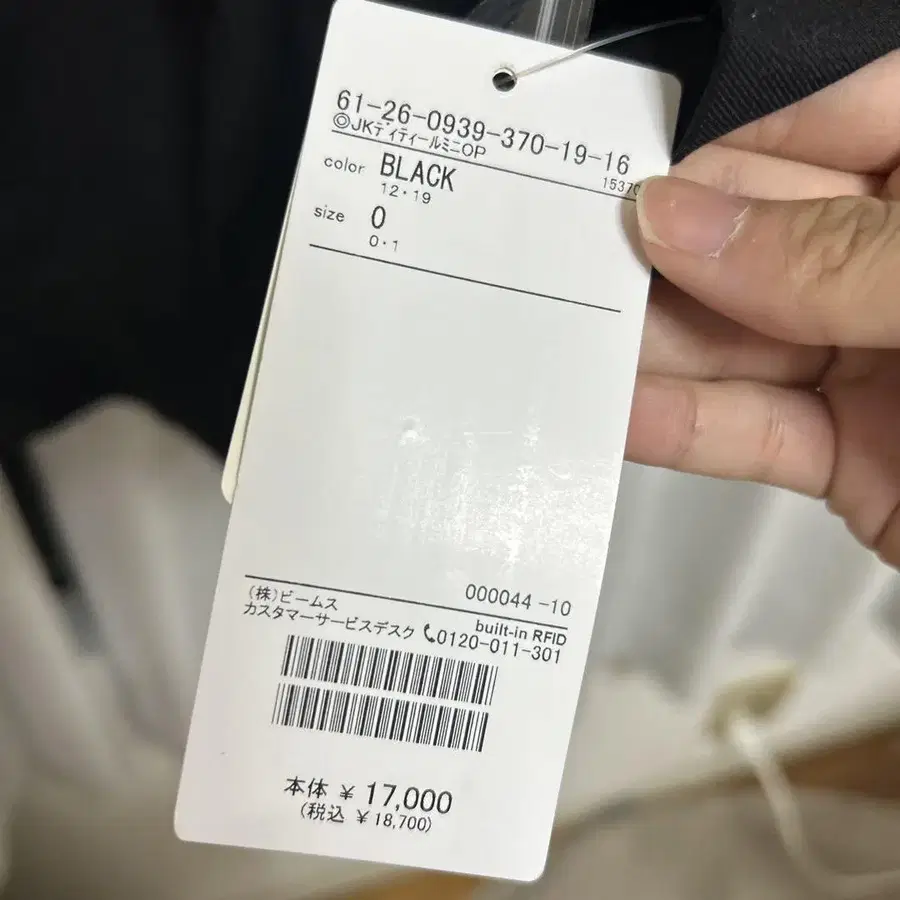 61-26-0939-370-19-16
◎JKディティールミニOP
1537
color BLACK
12・19
size 0
0・1
000044 -10
(株)ビームス
built-in RFID
カスタマーサービスデスク 0120-011-301
本体 ¥ 17,000
(税込 ¥ 18,700)